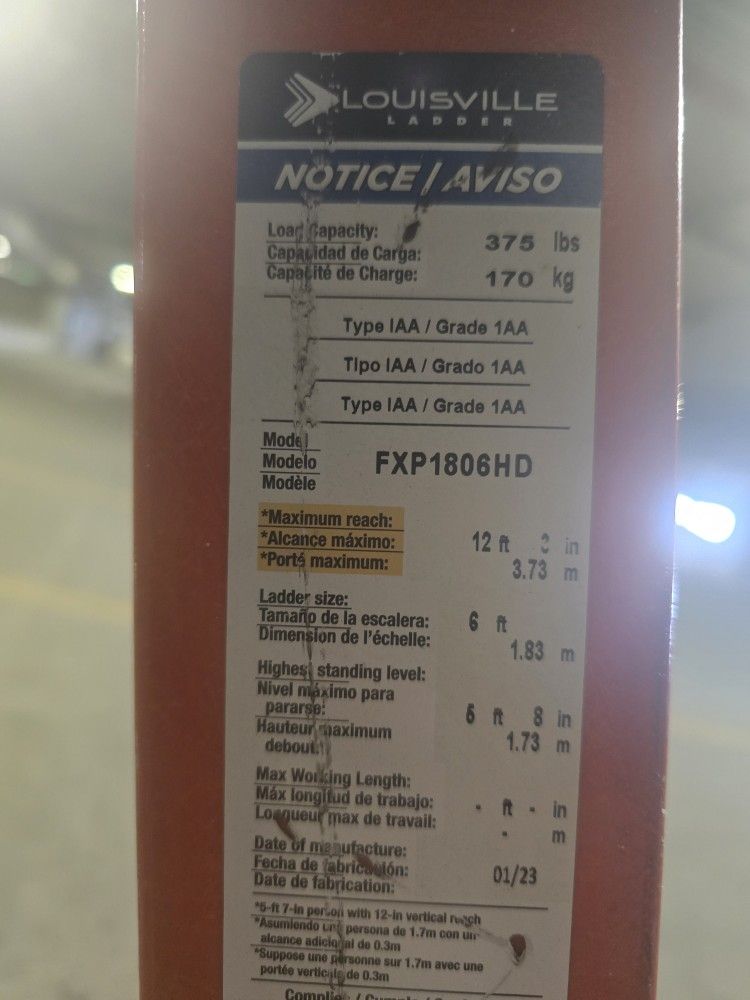 LOUISVILLE
LADDER
NOTICE / AVISO
Load Capacity:
Capacidad de Carga:
Capacité de Charge:
375 lbs
170 kg
Type IAA / Grade 1AA
Tipo IAA / Grado 1AA
Type IAA / Grade 1AA
Model
Modelo
Modèle
FXP1806HD
*Maximum reach:
*Alcance máximo:
*Porté maximum:
12 ft in
3.73 m
Ladder size:
Tamaño de la escalera:
Dimension de l'échelle:
6 ft
1.83 m
Highest standing level:
Nivel máximo para
pararse:
Hauteur maximum
debout:
5 ft 8 in
1.73 m
Max Working Length:
Máx longitud de trabajo:
Longueur max de travail:
- ft - in
- m
Date of manufacture:
Fecha de fabricación:
Date de fabrication:
01/23
*5-ft 7-in person with 12-in vertical reach
*Asumiendo una persona de 1.7m con un
alcance adicional de 0.3m
*Suppose une personne sur 1.7m avec une
portée verticale de 0.3m